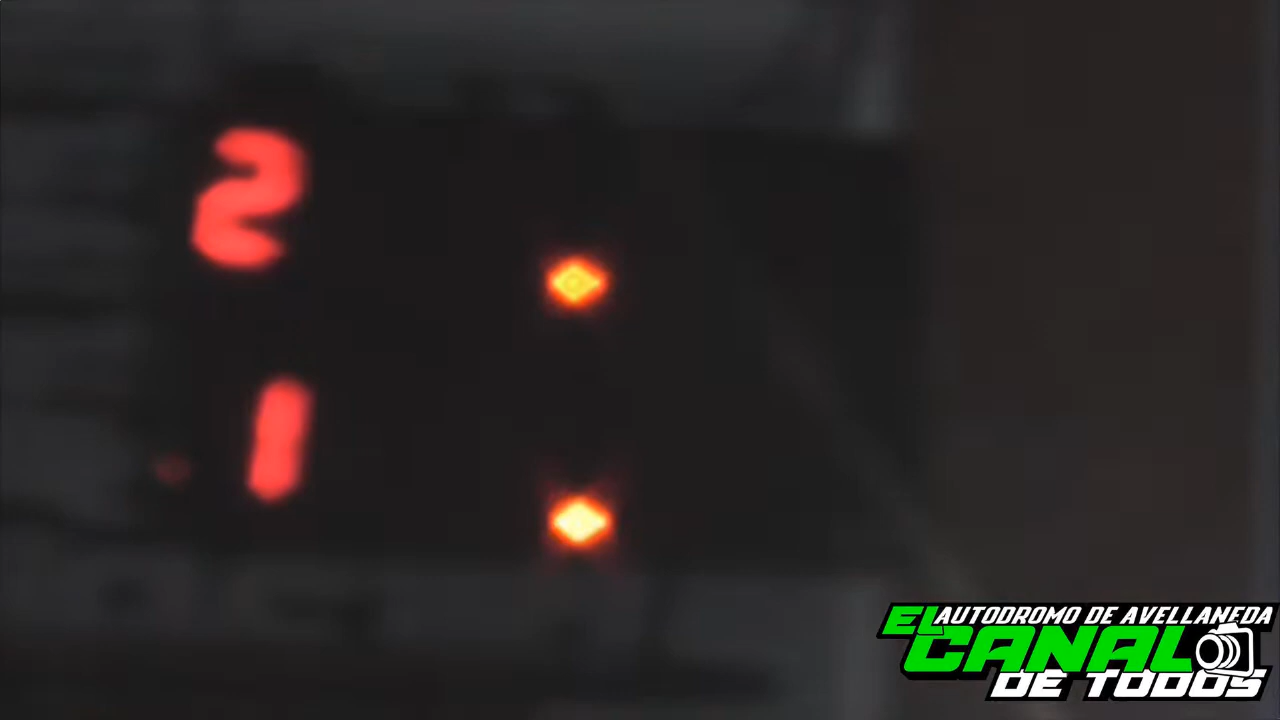 2
1
AUTODROMO DE AVELLANEDA
EL CANAL
DE TODOS